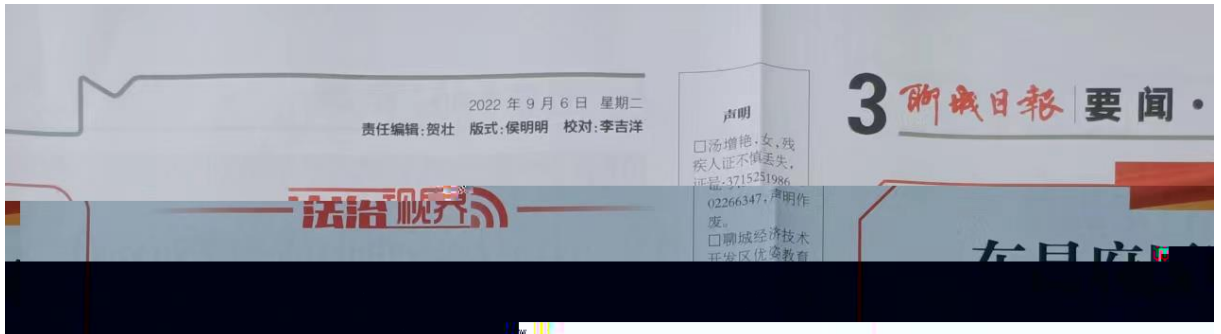 2022 年 9 月 6 日 星期二
责任编辑:贺壮 版式:侯明明 校对:李吉洋
法治视界
声明
□汤增艳,女,残
疾人证不慎丢失,
证号:3715251986
02266347,声明作
废。
□聊城经济技术
开发区优
教育
3 聊城日报 要闻·